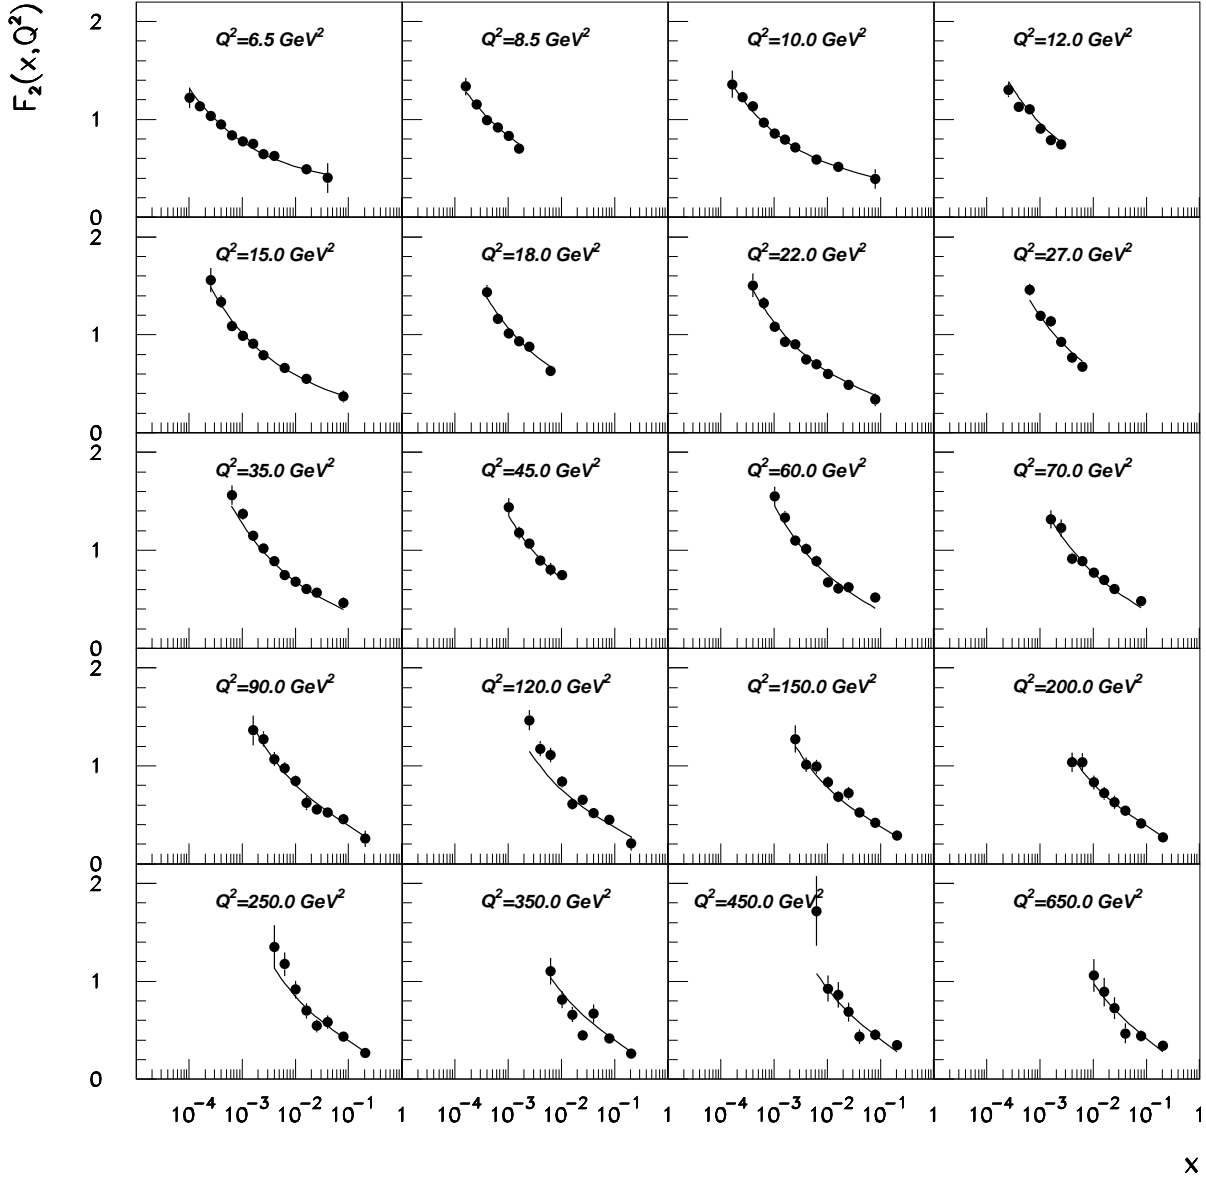 F₂(x,Q²)
2 Q²=6.5 GeV² Q²=8.5 GeV² Q²=10.0 GeV² Q²=12.0 GeV²
1
0
2 Q²=15.0 GeV² Q²=18.0 GeV² Q²=22.0 GeV² Q²=27.0 GeV²
1
0
2 Q²=35.0 GeV² Q²=45.0 GeV² Q²=60.0 GeV² Q²=70.0 GeV²
1
0
2 Q²=90.0 GeV² Q²=120.0 GeV² Q²=150.0 GeV² Q²=200.0 GeV²
1
0
2 Q²=250.0 GeV² Q²=350.0 GeV² Q²=450.0 GeV² Q²=650.0 GeV²
1
0
10⁻⁴ 10⁻³ 10⁻² 10⁻¹ 1 10⁻⁴ 10⁻³ 10⁻² 10⁻¹ 1 10⁻⁴ 10⁻³ 10⁻² 10⁻¹ 1 10⁻⁴ 10⁻³ 10⁻² 10⁻¹ 1
x